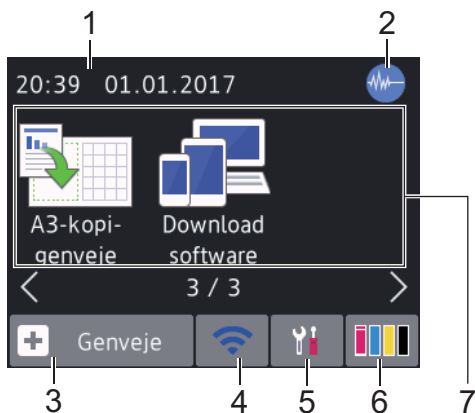 1 2
20:39 01.01.2017
A3-kopi-
genveje
Download
software
3 / 3
Genveje
3 4 5 6 7